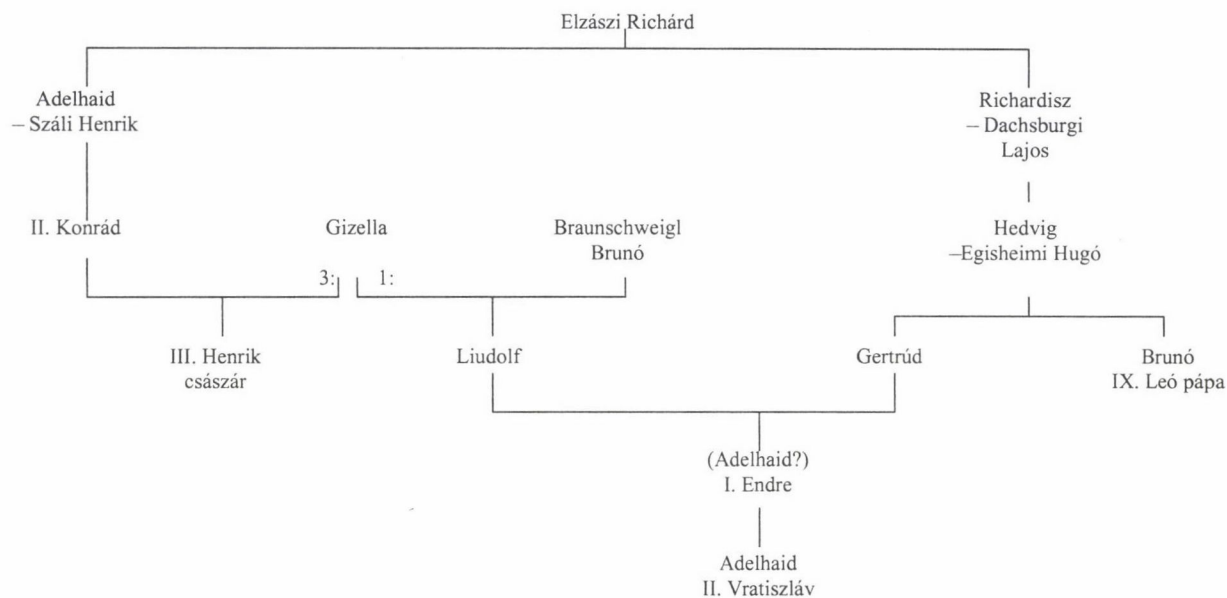 Elzászi Richárd
Adelhaid
– Száli Henrik
Richardisz
– Dachsburgi
Lajos
II. Konrád
Gizella
Braunschweigl
Brunó
Hedvig
–Egisheimi Hugó
3:
1:
III. Henrik
császár
Liudolf
Gertrúd
Brunó
IX. Leó pápa
(Adelhaid?)
I. Endre
Adelhaid
II. Vratiszláv